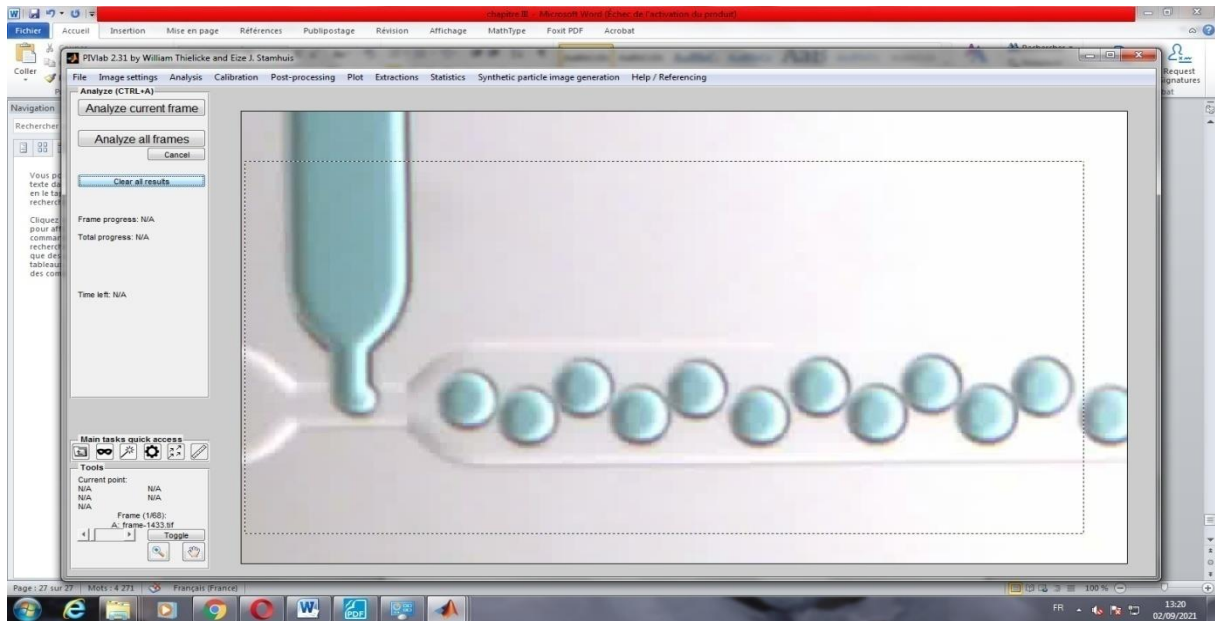 chapitre III - Microsoft Word (Échec de l'activation du produit)
Fichier Accueil Insertion Mise en page Références Publipostage Révision Affichage MathType Foxit PDF Acrobat
Coller
Request
Signatures
Navigation
Rechercher
PIVlab 2.31 by William Thielicke and Eize J. Stamhuis
File Image settings Analysis Calibration Post-processing Plot Extractions Statistics Synthetic particle image generation Help / Referencing
Analyze (CTRL+A)
Analyze current frame
Analyze all frames
Cancel
Clear all results
Frame progress: N/A
Total progress: N/A
Time left: N/A
Main tasks quick access
Tools
Current point:
N/A N/A
N/A N/A
N/A
Frame (1/68):
A: frame-1433.tif
Toggle
Page : 27 sur 27 Mots : 4 271 Français (France) 100 %
PDF
FR 13:20
02/09/2021